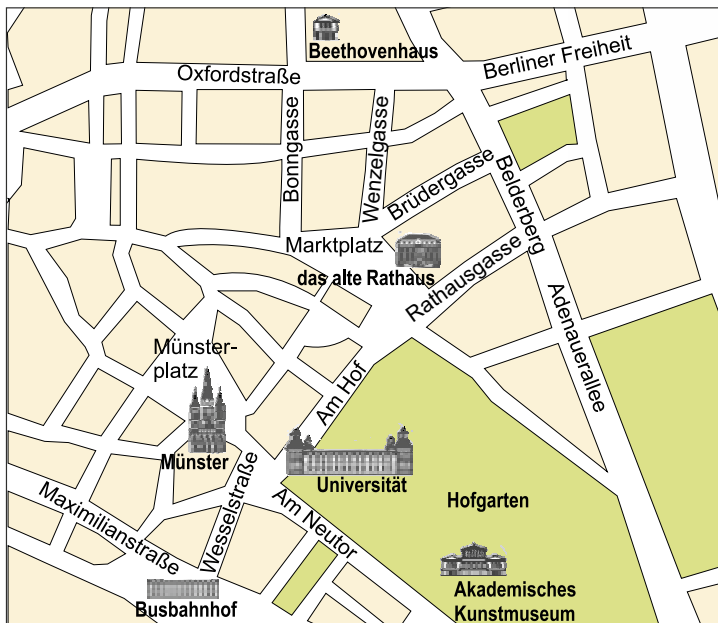 Beethovenhaus
Berliner Freiheit
Oxfordstraße
Bonngasse
Wenzelgasse
Brüdergasse
Belderberg
Marktplatz
das alte Rathaus
Rathausgasse
Adenauerallee
Münster-
platz
Am Hof
Münster
Universität
Hofgarten
Maximilianstraße
Wesselstraße
Am Neutor
Busbahnhof
Akademisches
Kunstmuseum